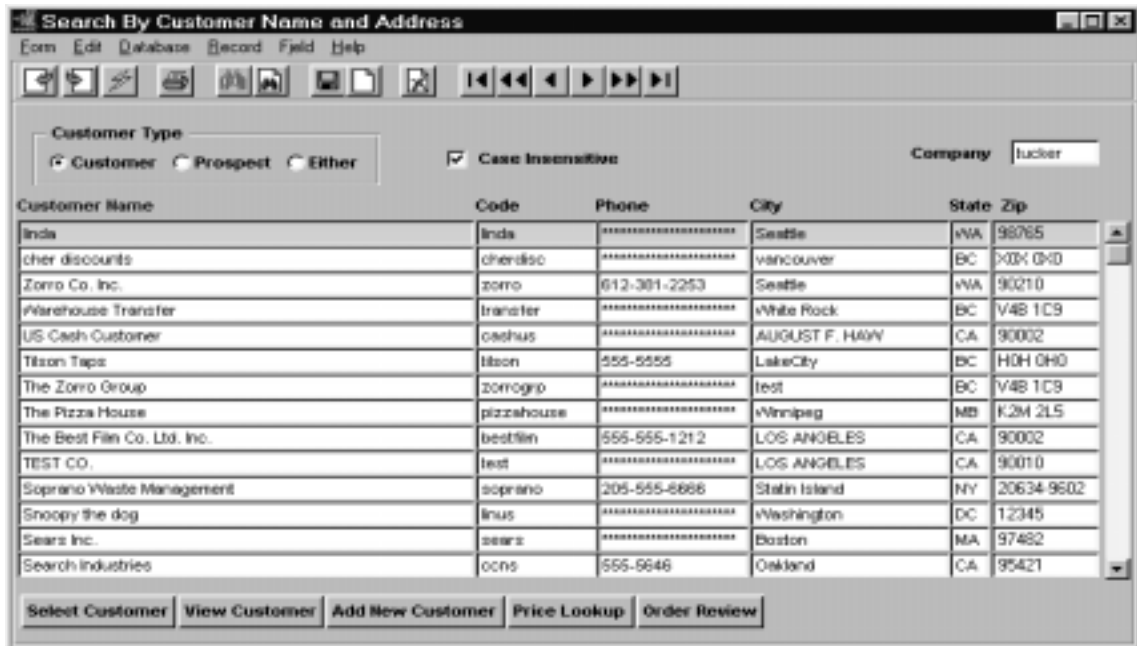 Search By Customer Name and Address
Form Edit Database Record Field Help
Customer Type
Customer Prospect Either Case Insensitive Company tucker
Customer Name Code Phone City State Zip
linda linda ********************** Seattle WA 98765
cher discounts cherdisc ********************** vancouver BC X0X 0X0
Zorro Co. Inc. zorro 612-381-2253 Seattle WA 90210
Warehouse Transfer transfer ********************** White Rock BC V4B 1C9
US Cash Customer cashus ********************** AUGUST F. HAW CA 90002
Tilson Taps tilson 555-5555 LakeCity BC H0H 0H0
The Zorro Group zorrogrp ********************** test BC V4B 1C9
The Pizza House pizzahouse ********************** Winnipeg MB K2M 2L5
The Best Film Co. Ltd. Inc. bestfilm 555-555-1212 LOS ANGELES CA 90002
TEST CO. test ********************** LOS ANGELES CA 90010
Soprano Waste Management soprano 205-555-6666 Statin Island NY 20634-9602
Snoopy the dog linus ********************** Washington DC 12345
Sears Inc. sears ********************** Boston MA 97482
Search Industries ocns 555-5646 Oakland CA 95421
Select Customer View Customer Add New Customer Price Lookup Order Review